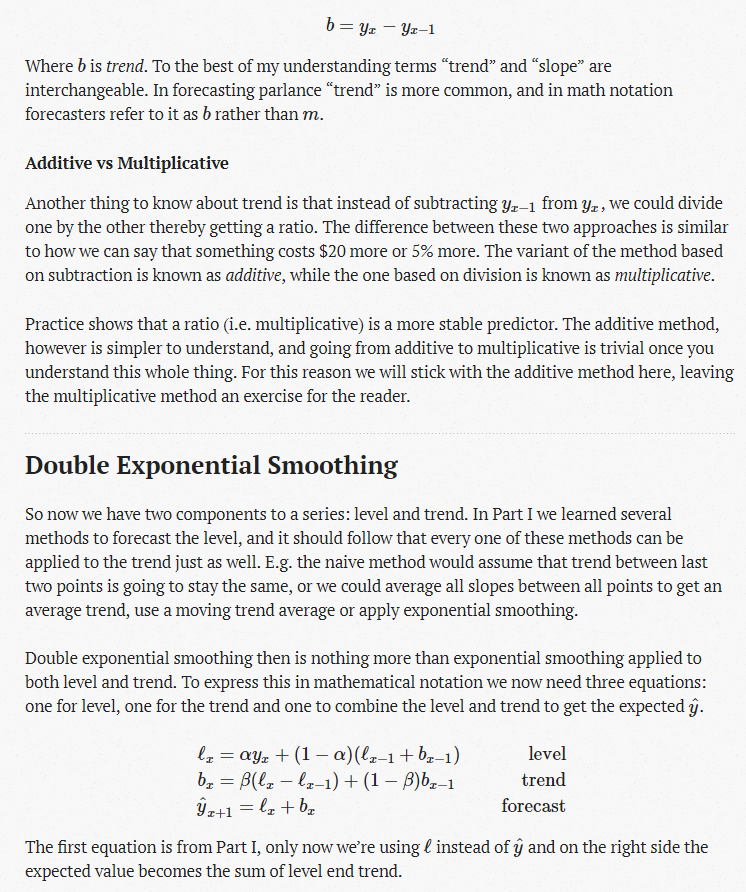 b = yₓ − yₓ₋₁
Where b is trend. To the best of my understanding terms “trend” and “slope” are
interchangeable. In forecasting parlance “trend” is more common, and in math notation
forecasters refer to it as b rather than m.
Additive vs Multiplicative
Another thing to know about trend is that instead of subtracting yₓ₋₁ from yₓ, we could divide
one by the other thereby getting a ratio. The difference between these two approaches is similar
to how we can say that something costs $20 more or 5% more. The variant of the method based
on subtraction is known as additive, while the one based on division is known as multiplicative.
Practice shows that a ratio (i.e. multiplicative) is a more stable predictor. The additive method,
however is simpler to understand, and going from additive to multiplicative is trivial once you
understand this whole thing. For this reason we will stick with the additive method here, leaving
the multiplicative method an exercise for the reader.
Double Exponential Smoothing
So now we have two components to a series: level and trend. In Part I we learned several
methods to forecast the level, and it should follow that every one of these methods can be
applied to the trend just as well. E.g. the naive method would assume that trend between last
two points is going to stay the same, or we could average all slopes between all points to get an
average trend, use a moving trend average or apply exponential smoothing.
Double exponential smoothing then is nothing more than exponential smoothing applied to
both level and trend. To express this in mathematical notation we now need three equations:
one for level, one for the trend and one to combine the level and trend to get the expected ŷ.
ℓₓ = αyₓ + (1 − α)(ℓₓ₋₁ + bₓ₋₁) level
bₓ = β(ℓₓ − ℓₓ₋₁) + (1 − β)bₓ₋₁ trend
ŷₓ₊₁ = ℓₓ + bₓ forecast
The first equation is from Part I, only now we’re using ℓ instead of ŷ and on the right side the
expected value becomes the sum of level end trend.